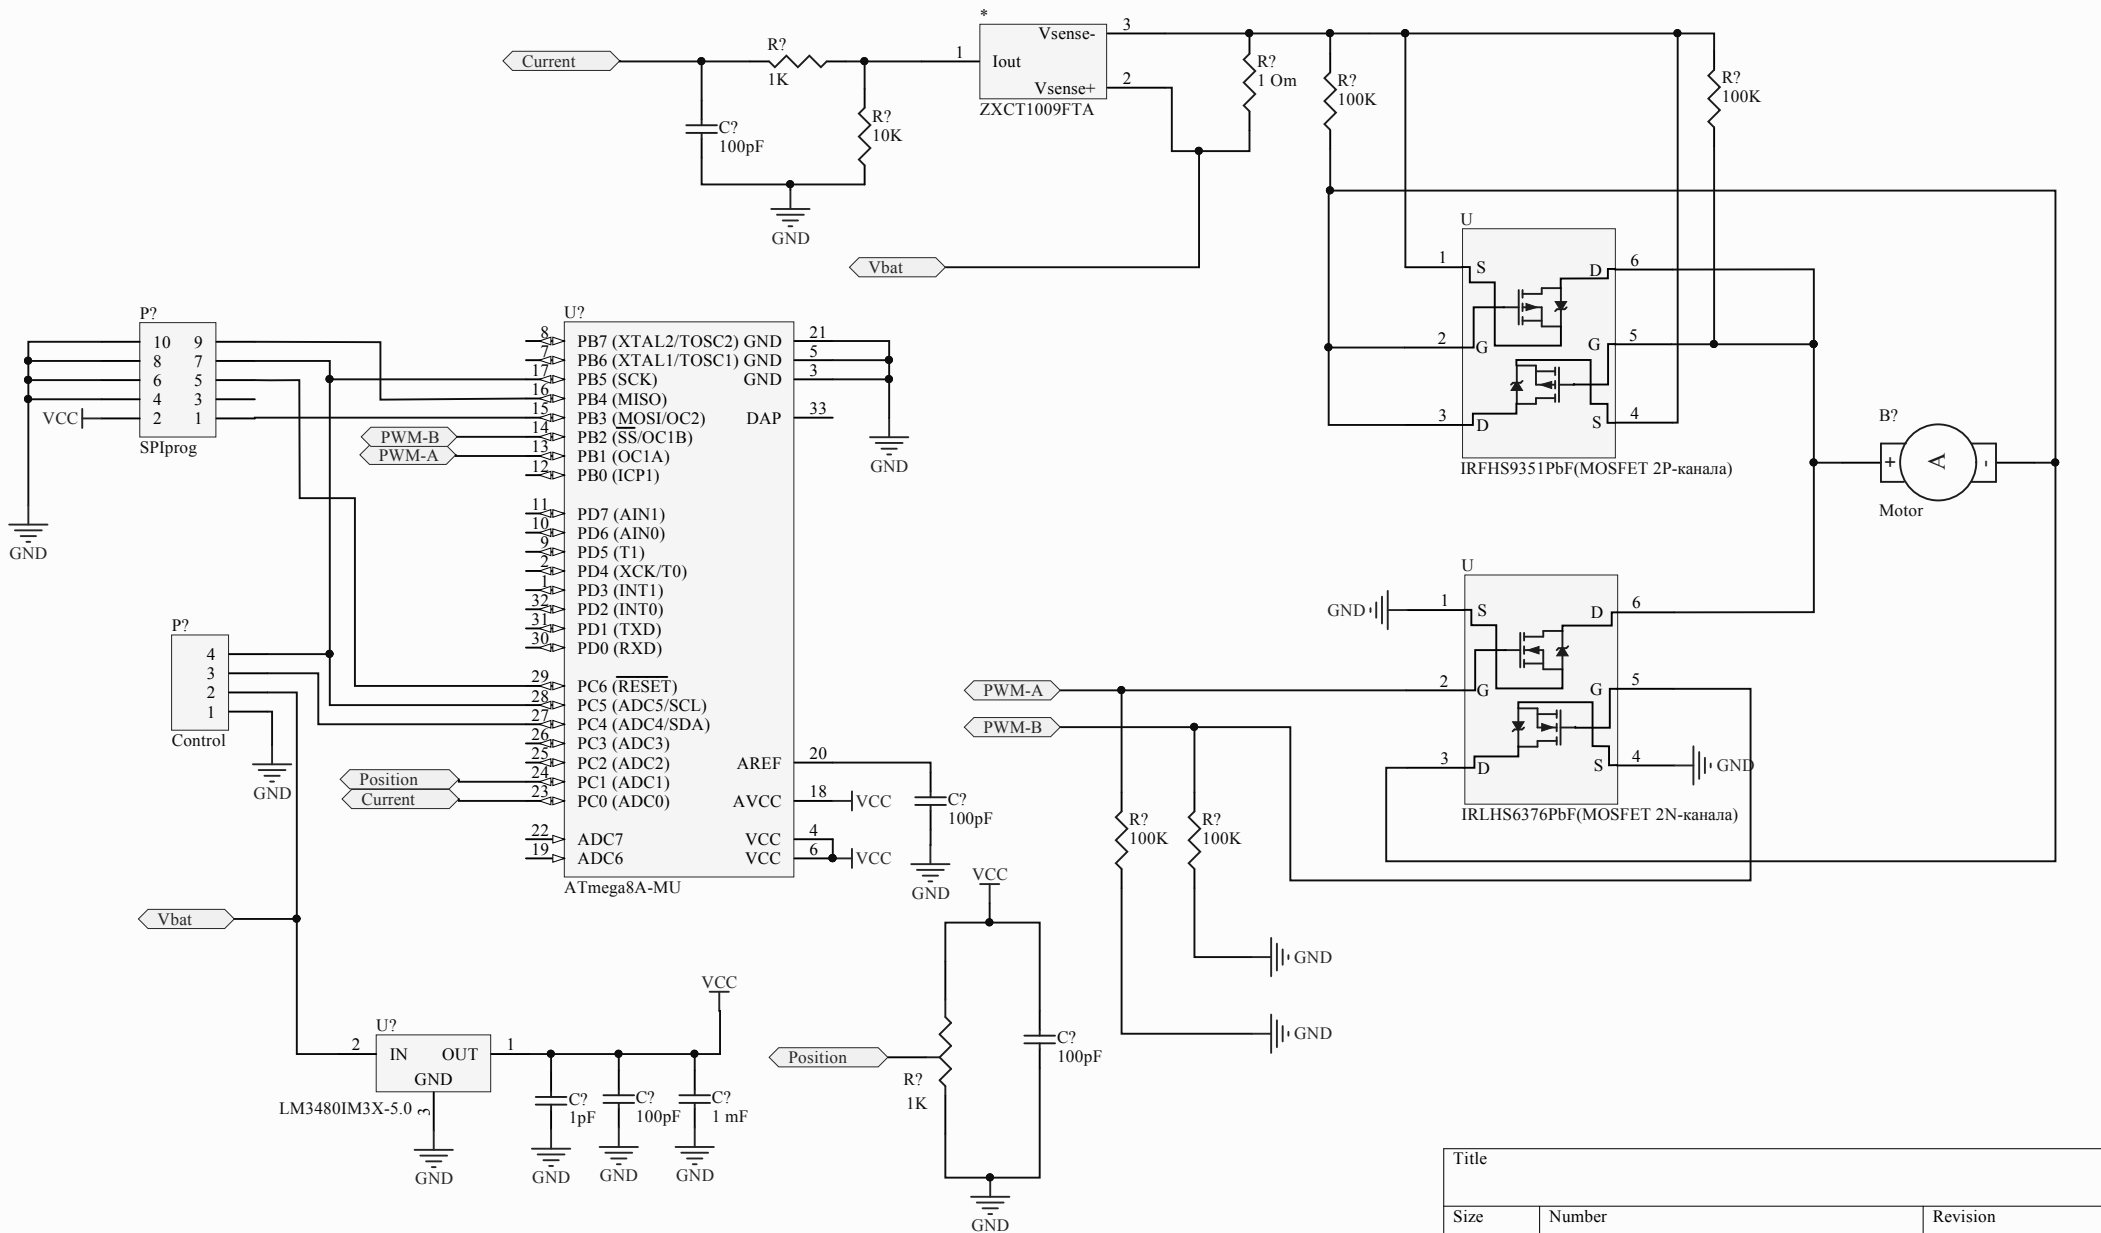 *
Current
R?
1K
C?
100pF
R?
10K
GND
1
Iout
Vsense-
3
Vsense+
2
ZXCT1009FTA
R?
1 Om
R?
100K
R?
100K
Vbat
P?
10 9
8 7
6 5
4 3
2 1
VCC
SPIprog
GND
PWM-B
PWM-A
U?
8 PB7 (XTAL2/TOSC2) GND 21
7 PB6 (XTAL1/TOSC1) GND 5
17 PB5 (SCK) GND 3
16 PB4 (MISO)
15 PB3 (MOSI/OC2) DAP 33
14 PB2 (SS/OC1B)
13 PB1 (OC1A)
12 PB0 (ICP1)
11 PD7 (AIN1)
10 PD6 (AIN0)
9 PD5 (T1)
2 PD4 (XCK/T0)
1 PD3 (INT1)
32 PD2 (INT0)
31 PD1 (TXD)
30 PD0 (RXD)
29 PC6 (RESET)
28 PC5 (ADC5/SCL)
27 PC4 (ADC4/SDA)
26 PC3 (ADC3)
25 PC2 (ADC2) AREF 20
24 PC1 (ADC1)
23 PC0 (ADC0) AVCC 18 VCC
22 ADC7 VCC 4
19 ADC6 VCC 6 VCC
ATmega8A-MU
GND
C?
100pF
GND
P?
4
3
2
1
Control
GND
Position
Current
Vbat
U?
2 IN OUT 1
GND
3
LM3480IM3X-5.0
GND
VCC
C?
1pF
GND
C?
100pF
GND
C?
1 mF
GND
VCC
Position
R?
1K
C?
100pF
GND
U
1 S D 6
2 G G 5
3 D S 4
IRFHS9351PbF(MOSFET 2P-канала)
B?
+ A -
Motor
U
GND 1 S D 6
2 G G 5
3 D S 4 GND
IRLHS6376PbF(MOSFET 2N-канала)
PWM-A
PWM-B
R?
100K
R?
100K
GND
GND
Title
Size Number Revision